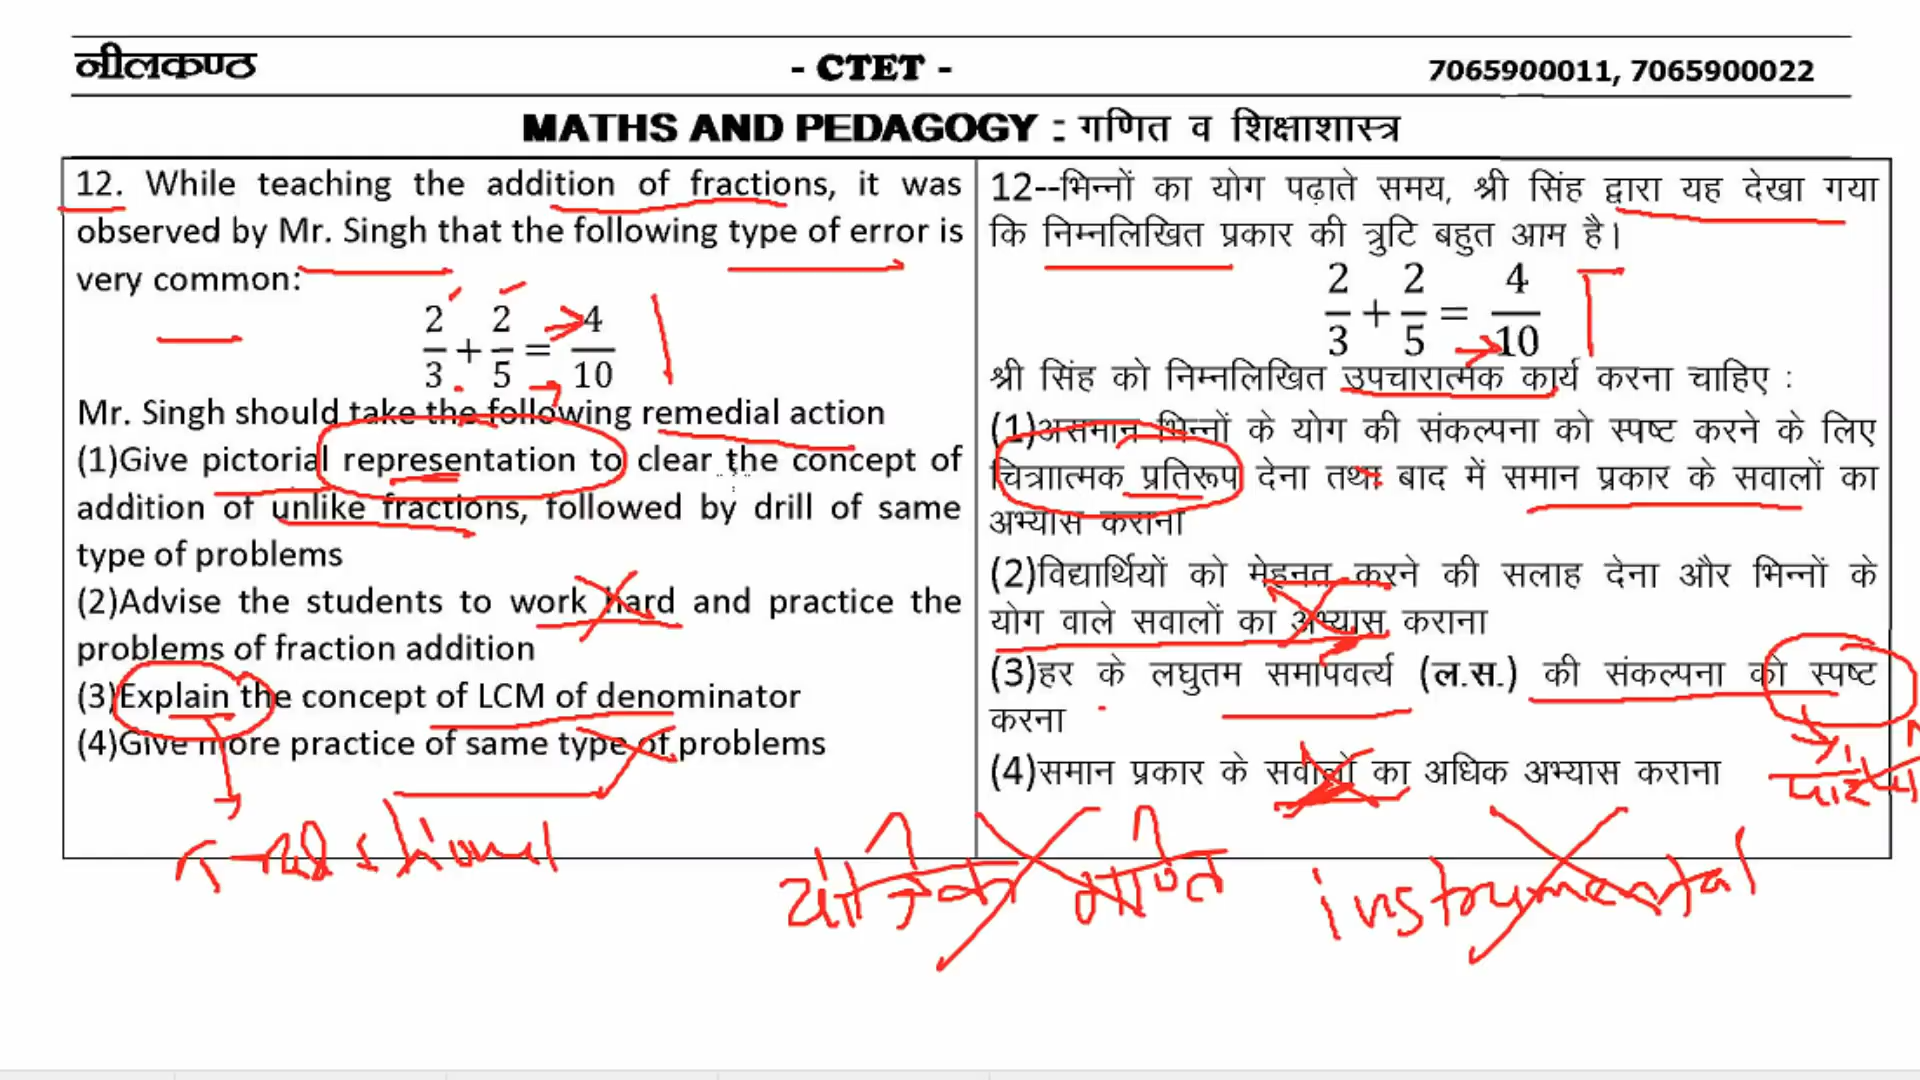 नीलकण्ठ - CTET - 7065900011, 7065900022
MATHS AND PEDAGOGY : गणित व शिक्षाशास्त्र
12. While teaching the addition of fractions, it was
observed by Mr. Singh that the following type of error is
very common:
2/3 + 2/5 = 4/10
Mr. Singh should take the following remedial action
(1)Give pictorial representation to clear the concept of
addition of unlike fractions, followed by drill of same
type of problems
(2)Advise the students to work hard and practice the
problems of fraction addition
(3)Explain the concept of LCM of denominator
(4)Give more practice of same type of problems
12--भिन्नों का योग पढ़ाते समय, श्री सिंह द्वारा यह देखा गया
कि निम्नलिखित प्रकार की त्रुटि बहुत आम है।
2/3 + 2/5 = 4/10
श्री सिंह को निम्नलिखित उपचारात्मक कार्य करना चाहिए :
(1)असमान भिन्नों के योग की संकल्पना को स्पष्ट करने के लिए
चित्राात्मक प्रतिरूप देना तथा बाद में समान प्रकार के सवालों का
अभ्यास कराना
(2)विद्यार्थियों को मेहनत करने की सलाह देना और भिन्नों के
योग वाले सवालों का अभ्यास कराना
(3)हर के लघुतम समापवर्त्य (ल.स.) की संकल्पना को स्पष्ट
करना
(4)समान प्रकार के सवालों का अधिक अभ्यास कराना
instrumental